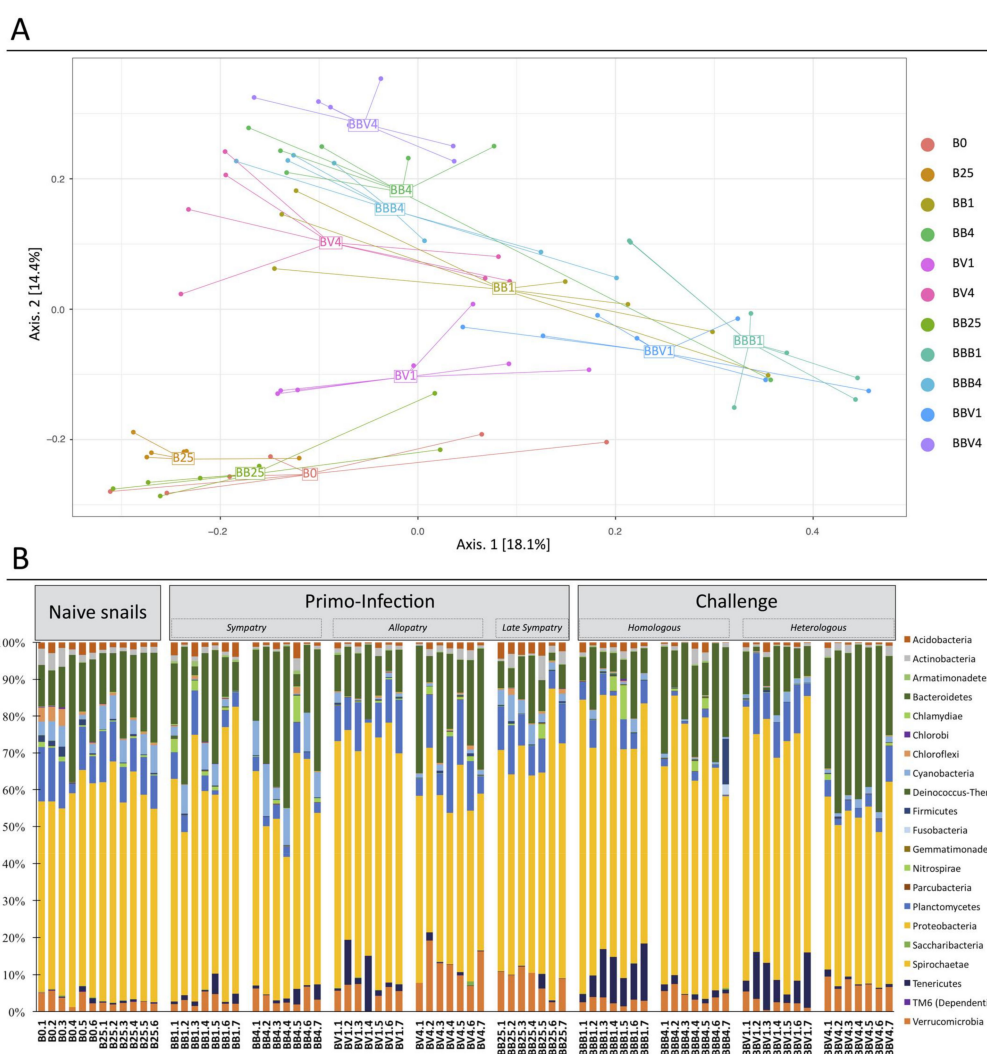 A
BBV4
BB4
BBB4
BV4
BB1
BBB1
BBV1
BV1
B25
BB25
B0
0.2
0.0
−0.2
−0.2
0.0
0.2
0.4
Axis. 2 [14.4%]
Axis. 1 [18.1%]
B0
B25
BB1
BB4
BV1
BV4
BB25
BBB1
BBB4
BBV1
BBV4
B
Naive snails
Primo-Infection
Challenge
Sympatry
Allopatry
Late Sympatry
Homologous
Heterologous
00%
90%
80%
70%
60%
50%
40%
30%
20%
10%
0%
B0.1
B0.2
B0.3
B0.4
B0.5
B0.6
B25.1
B25.2
B25.3
B25.4
B25.5
B25.6
BB1.1
BB1.2
BB1.3
BB1.4
BB1.5
BB1.6
BB1.7
BB4.1
BB4.2
BB4.3
BB4.4
BB4.5
BB4.6
BB4.7
BV1.1
BV1.2
BV1.3
BV1.4
BV1.5
BV1.6
BV1.7
BV4.1
BV4.2
BV4.3
BV4.4
BV4.5
BV4.6
BV4.7
BB25.1
BB25.2
BB25.3
BB25.4
BB25.5
BB25.6
BB25.7
BBB1.1
BBB1.2
BBB1.3
BBB1.4
BBB1.5
BBB1.6
BBB1.7
BBB4.1
BBB4.2
BBB4.3
BBB4.4
BBB4.5
BBB4.6
BBB4.7
BBV1.1
BBV1.2
BBV1.3
BBV1.4
BBV1.5
BBV1.6
BBV1.7
BBV4.1
BBV4.2
BBV4.3
BBV4.4
BBV4.5
BBV4.6
BBV4.7
Acidobacteria
Actinobacteria
Armatimonadete
Bacteroidetes
Chlamydiae
Chlorobi
Chloroflexi
Cyanobacteria
Deinococcus-Ther
Firmicutes
Fusobacteria
Gemmatimonade
Nitrospirae
Parcubacteria
Planctomycetes
Proteobacteria
Saccharibacteria
Spirochaetae
Tenericutes
TM6 (Dependenti
Verrucomicrobia